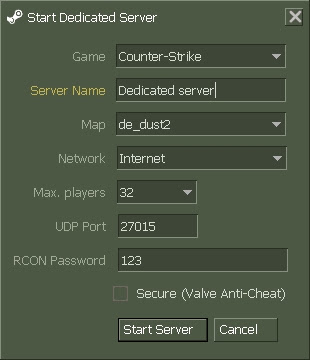 Start Dedicated Server
Game Counter-Strike
Server Name Dedicated server
Map de_dust2
Network Internet
Max. players 32
UDP Port 27015
RCON Password 123
Secure (Valve Anti-Cheat)
Start Server Cancel